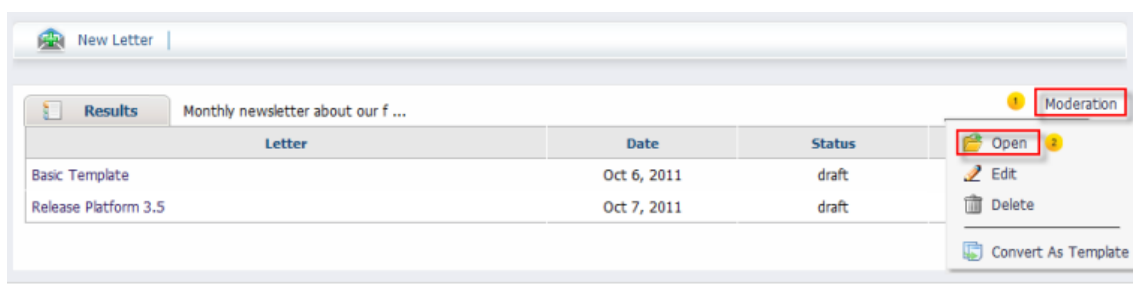 New Letter
Results Monthly newsletter about our f ... 1 Moderation
Letter Date Status
Open 2
Basic Template Oct 6, 2011 draft Edit
Release Platform 3.5 Oct 7, 2011 draft Delete
Convert As Template